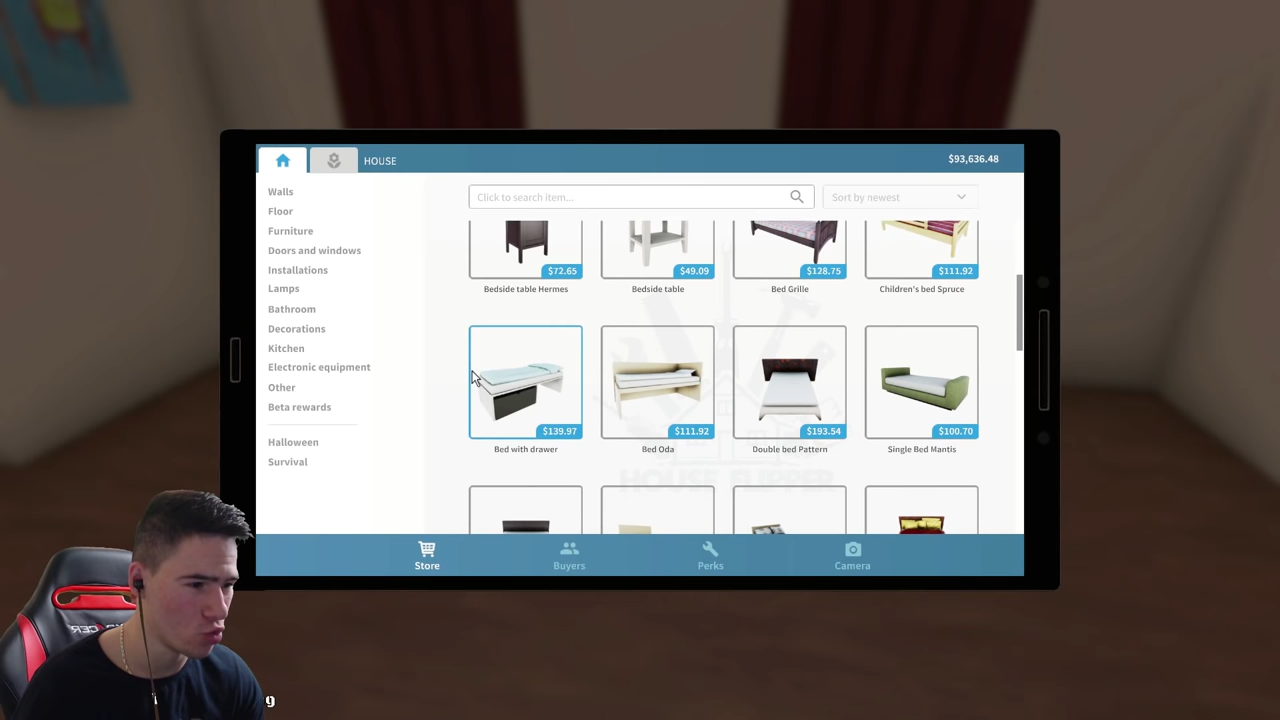 HOUSE
$93,636.48
Walls
Floor
Furniture
Doors and windows
Installations
Lamps
Bathroom
Decorations
Kitchen
Electronic equipment
Other
Beta rewards
Halloween
Survival
Click to search item...
Sort by newest
$72.65
$49.09
$128.75
$111.92
Bedside table Hermes
Bedside table
Bed Grille
Children's bed Spruce
$139.97
$111.92
$193.54
$100.70
Bed with drawer
Bed Oda
Double bed Pattern
Single Bed Mantis
HOUSE FLIPPER
Store
Buyers
Perks
Camera